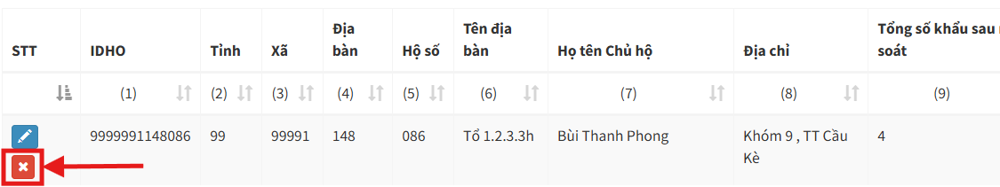 STT IDHO Tỉnh Xã Địa bàn Hộ số Tên địa bàn Họ tên Chủ hộ Địa chỉ Tổng số khẩu sau soát
(1) (2) (3) (4) (5) (6) (7) (8) (9)
9999991148086 99 99991 148 086 Tổ 1.2.3.3h Bùi Thanh Phong Khóm 9 , TT Cầu Kè 4